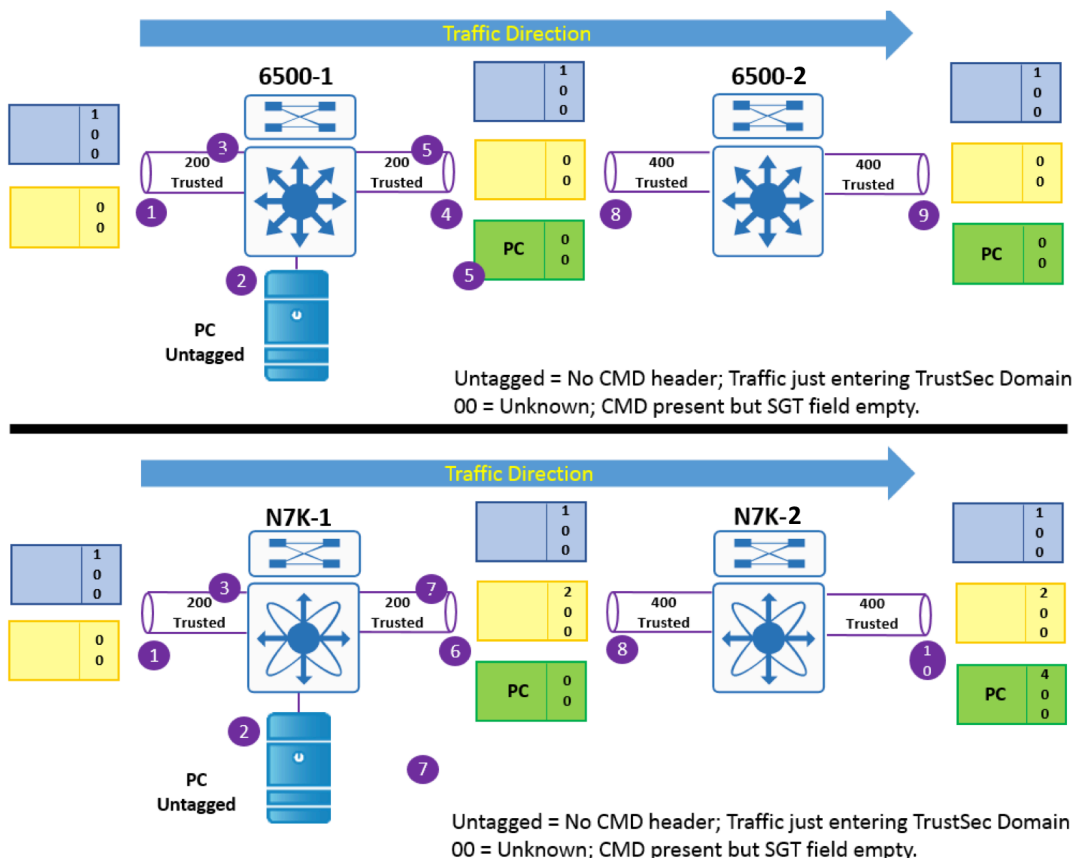 Traffic Direction
6500-1
6500-2
1
0
0
1
0
0
1
0
0
3
5
200
Trusted
200
Trusted
400
Trusted
400
Trusted
0
0
0
0
0
0
1
4
8
9
2
5
PC
0
0
PC
0
0
PC
Untagged
Untagged = No CMD header; Traffic just entering TrustSec Domain
00 = Unknown; CMD present but SGT field empty.
Traffic Direction
N7K-1
N7K-2
1
0
0
1
0
0
1
0
0
3
7
200
Trusted
200
Trusted
400
Trusted
400
Trusted
0
0
2
0
0
2
0
0
1
6
8
1
0
2
PC
0
0
PC
4
0
0
7
PC
Untagged
Untagged = No CMD header; Traffic just entering TrustSec Domain
00 = Unknown; CMD present but SGT field empty.